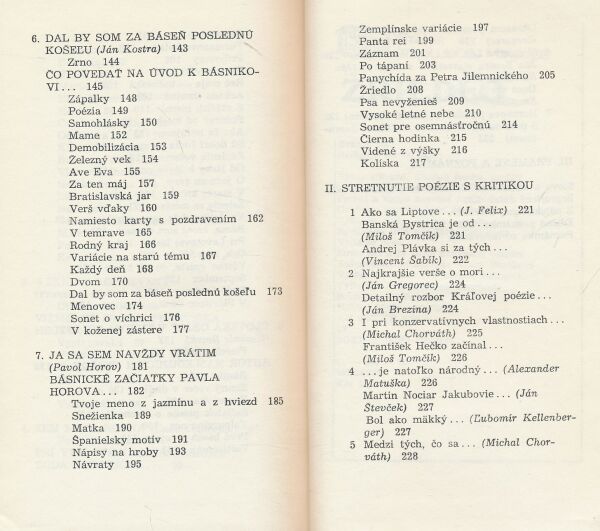 6. DAL BY SOM ZA BÁSEŇ POSLEDNÚ
KOŠEĽU (Ján Kostra) 143
Zrno 144
ČO POVEDAŤ NA ÚVOD K BÁSNIKO-
VI... 145
Zápalky 148
Poézia 149
Samohlásky 150
Mame 152
Demobilizácia 153
Železný vek 154
Ave Eva 155
Za ten máj 157
Bratislavská jar 159
Verš vďaky 160
Namiesto karty s pozdravením 162
V temrave 165
Rodný kraj 166
Variácie na starú tému 167
Každý deň 168
Dvom 170
Dal by som za báseň poslednú košeľu 173
Menovec 174
Sonet o víchrici 176
V koženej zástere 177
7. JA SA SEM NAVŽDY VRÁTIM
(Pavol Horov) 181
BÁSNICKÉ ZAČIATKY PAVLA
HOROVA... 182
Tvoje meno z jazmínu a z hviezd 185
Snežienka 189
Matka 190
Španielsky motív 191
Nápisy na hroby 193
Návraty 195
Zemplínske variácie 197
Panta rei 199
Záznam 201
Po tápaní 203
Panychída za Petra Jilemnického 205
Žriedlo 208
Psa nevyženieš 209
Vysoké letné nebo 210
Sonet pre osemnásťročnú 214
Čierna hodinka 215
Videné z výšky 216
Kolíska 217
II. STRETNUTIE POÉZIE S KRITIKOU
1 Ako sa Liptove... (J. Felix) 221
Banská Bystrica je od...
(Miloš Tomčík) 221
Andrej Plávka si za tých...
(Vincent Šabík) 222
2 Najkrajšie verše o mori...
(Ján Gregorec) 224
Detailný rozbor Kráľovej poézie...
(Ján Brezina) 224
3 I pri konzervatívnych vlastnostiach...
(Michal Chorváth) 225
František Hečko začínal...
(Miloš Tomčík) 226
4 ...je natoľko národný... (Alexander
Matuška) 226
Martin Nociar Jakubovie... (Ján
Števček) 227
Bol ako mäkký... (Ľubomír Kellenber-
ger) 227
5 Medzi tých, čo sa... (Michal Chor-
váth) 228